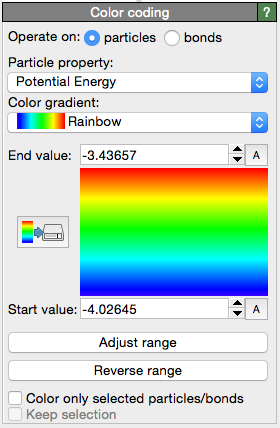 Color coding ?
Operate on: particles bonds
Particle property:
Potential Energy
Color gradient:
Rainbow
End value: -3.43657 A
Start value: -4.02645 A
Adjust range
Reverse range
Color only selected particles/bonds
Keep selection